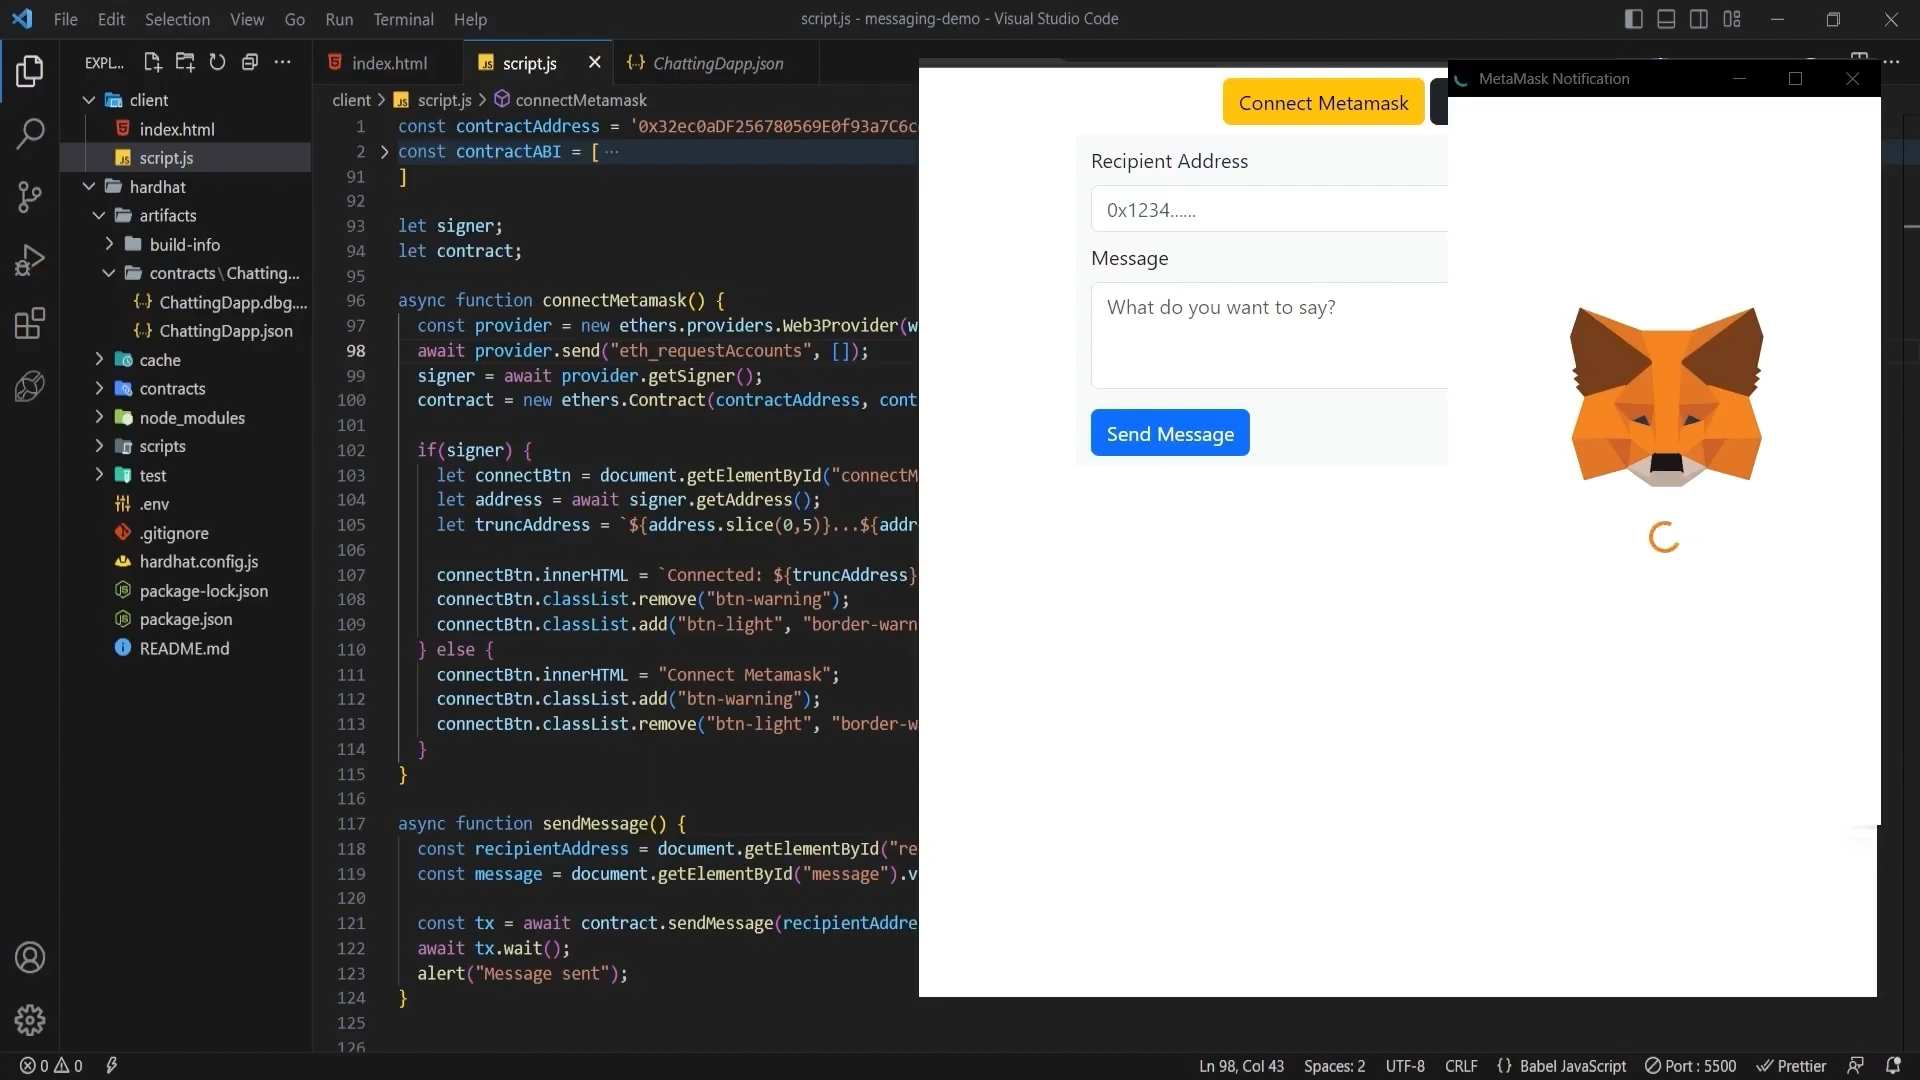 File Edit Selection View Go Run Terminal Help
script.js - messaging-demo - Visual Studio Code
EXPL...
client
index.html
script.js
hardhat
artifacts
build-info
contracts\Chatting...
ChattingDapp.dbg....
ChattingDapp.json
cache
contracts
node_modules
scripts
test
.env
.gitignore
hardhat.config.js
package-lock.json
package.json
README.md
index.html script.js ChattingDapp.json
client > script.js > connectMetamask
1 const contractAddress = '0x32ec0aDF256780569E0f93a7C6c
2 const contractABI = [ ...
91 ]
92
93 let signer;
94 let contract;
95
96 async function connectMetamask() {
97 const provider = new ethers.providers.Web3Provider(w
98 await provider.send("eth_requestAccounts", []);
99 signer = await provider.getSigner();
100 contract = new ethers.Contract(contractAddress, cont
101
102 if(signer) {
103 let connectBtn = document.getElementById("connectM
104 let address = await signer.getAddress();
105 let truncAddress = `${address.slice(0,5)}...${addr
106
107 connectBtn.innerHTML = `Connected: ${truncAddress}
108 connectBtn.classList.remove("btn-warning");
109 connectBtn.classList.add("btn-light", "border-warn
110 } else {
111 connectBtn.innerHTML = "Connect Metamask";
112 connectBtn.classList.add("btn-warning");
113 connectBtn.classList.remove("btn-light", "border-w
114 }
115 }
116
117 async function sendMessage() {
118 const recipientAddress = document.getElementById("re
119 const message = document.getElementById("message").v
120
121 const tx = await contract.sendMessage(recipientAddre
122 await tx.wait();
123 alert("Message sent");
124 }
125
126
Connect Metamask
Recipient Address
0x1234......
Message
What do you want to say?
Send Message
MetaMask Notification
0 0
Ln 98, Col 43 Spaces: 2 UTF-8 CRLF {} Babel JavaScript Port : 5500 Prettier